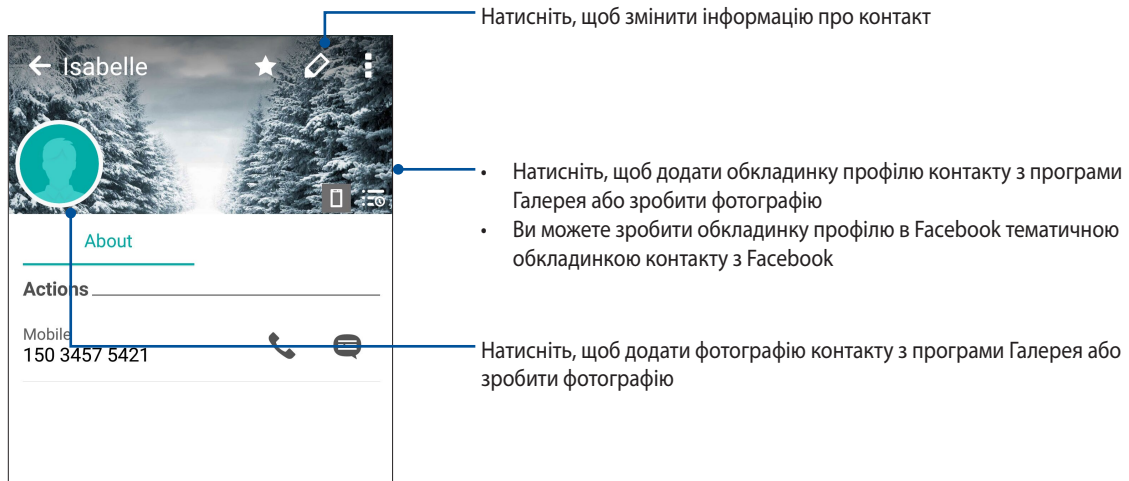 Натисніть, щоб змінити інформацію про контакт
Isabelle
• Натисніть, щоб додати обкладинку профілю контакту з програми
Галерея або зробити фотографію
• Ви можете зробити обкладинку профілю в Facebook тематичною
обкладинкою контакту з Facebook
About
Actions
Mobile
150 3457 5421
Натисніть, щоб додати фотографію контакту з програми Галерея або
зробити фотографію